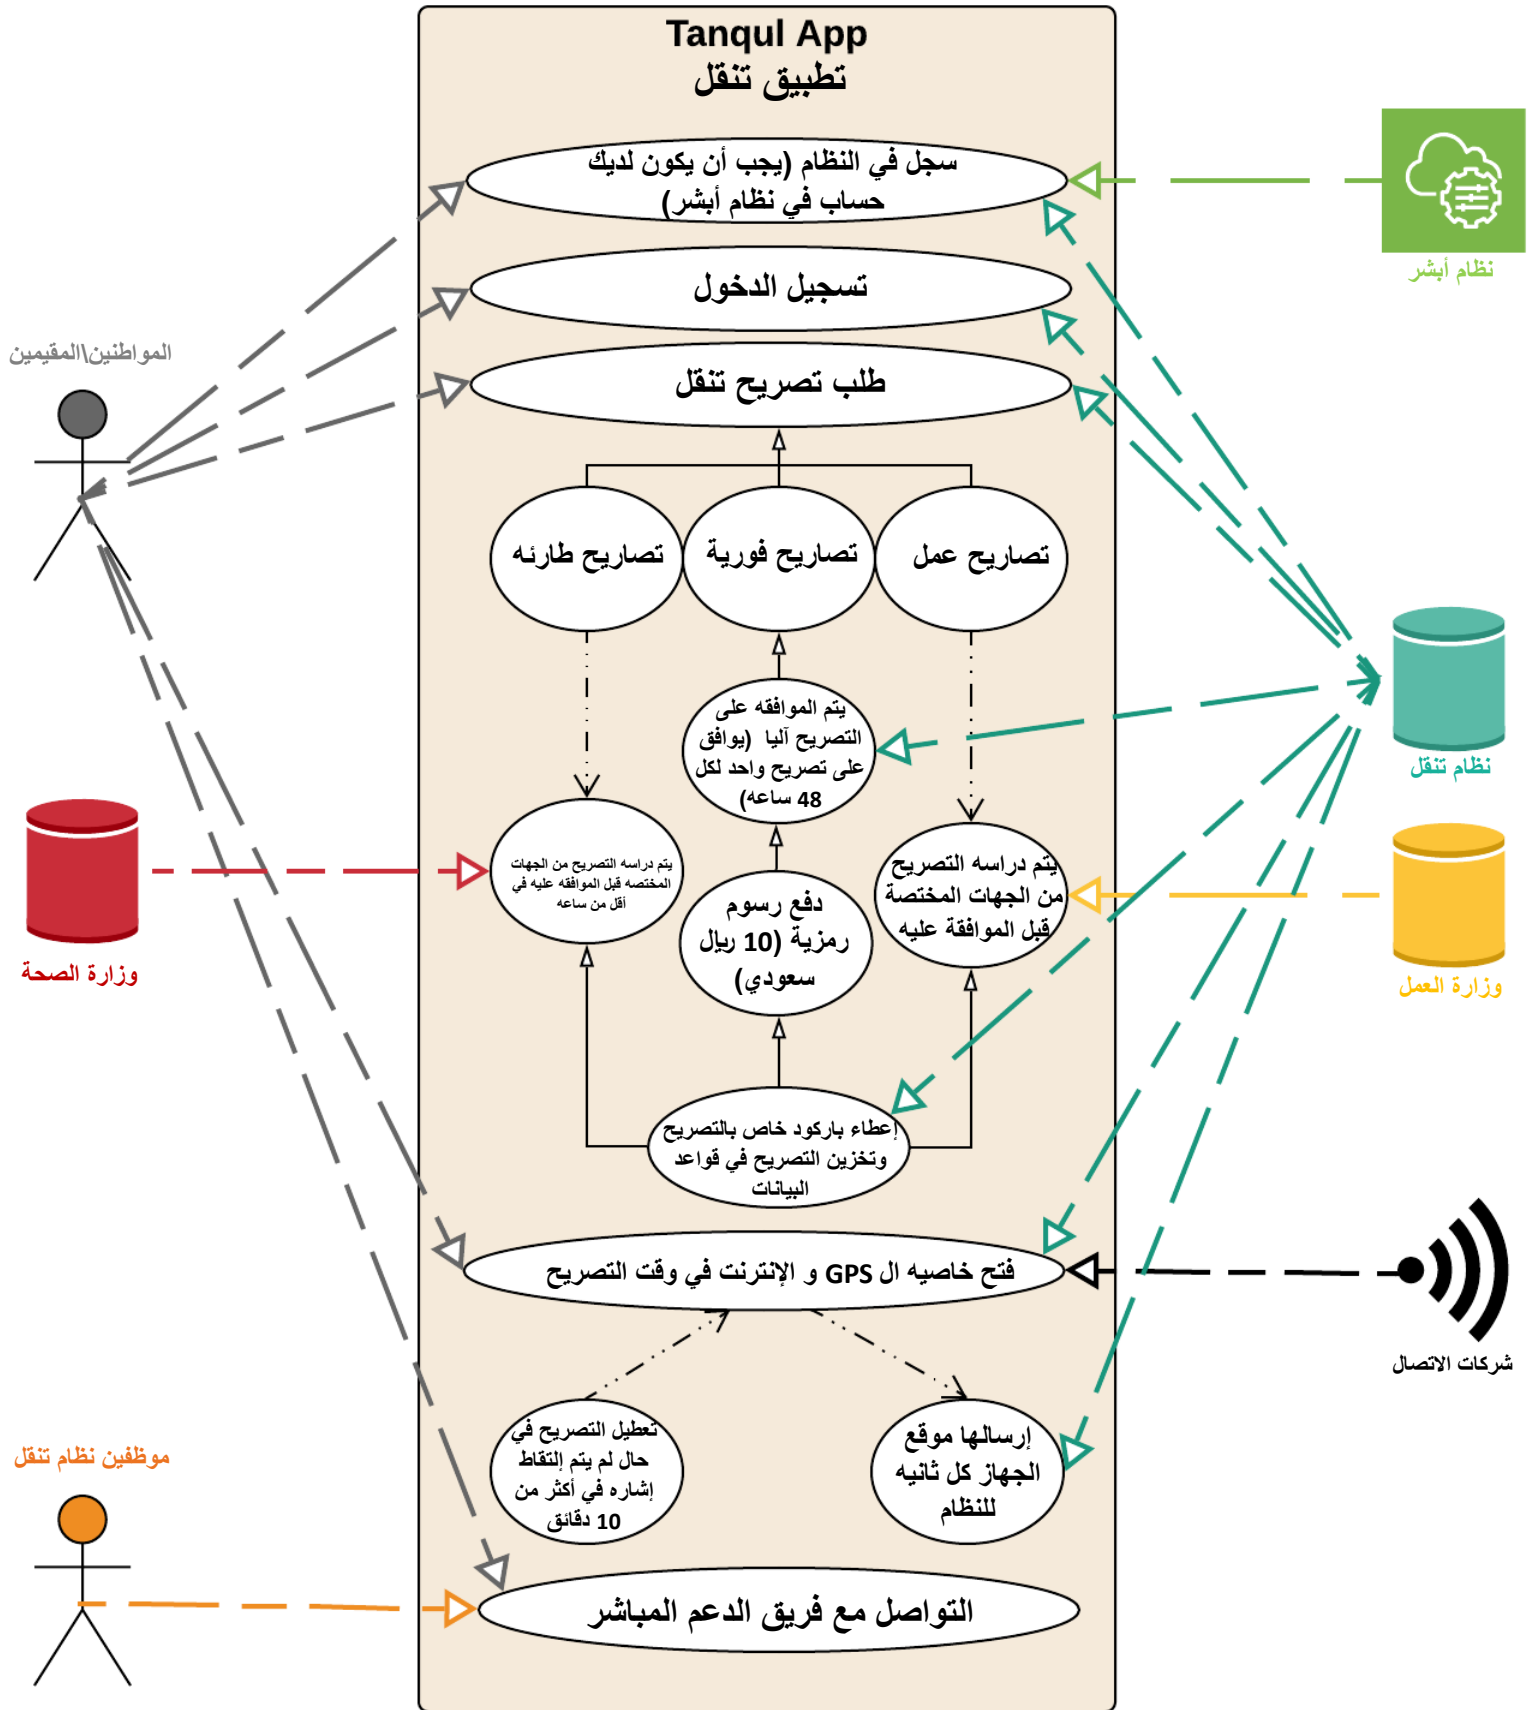 Tanqul App
تطبيق تنقل
سجل في النظام (يجب أن يكون لديك
حساب في نظام أبشر)
نظام أبشر
تسجيل الدخول
المواطنين\المقيمين
طلب تصريح تنقل
تصاريح عمل
تصاريح فورية
تصاريح طارئه
يتم الموافقه على
التصريح آليا (يوافق
على تصريح واحد لكل
48 ساعه)
نظام تنقل
يتم دراسه التصريح
من الجهات المختصة
قبل الموافقة عليه
يتم دراسه التصريح من الجهات
المختصه قبل الموافقه عليه في
أقل من ساعه
دفع رسوم
رمزية (10 ريال
سعودي)
وزارة الصحة
وزارة العمل
إعطاء باركود خاص بالتصريح
وتخزين التصريح في قواعد
البيانات
فتح خاصيه ال GPS و الإنترنت في وقت التصريح
شركات الاتصال
إرسالها موقع
الجهاز كل ثانيه
للنظام
تعطيل التصريح في
حال لم يتم إلتقاط
إشاره في أكثر من
10 دقائق
موظفين نظام تنقل
التواصل مع فريق الدعم المباشر